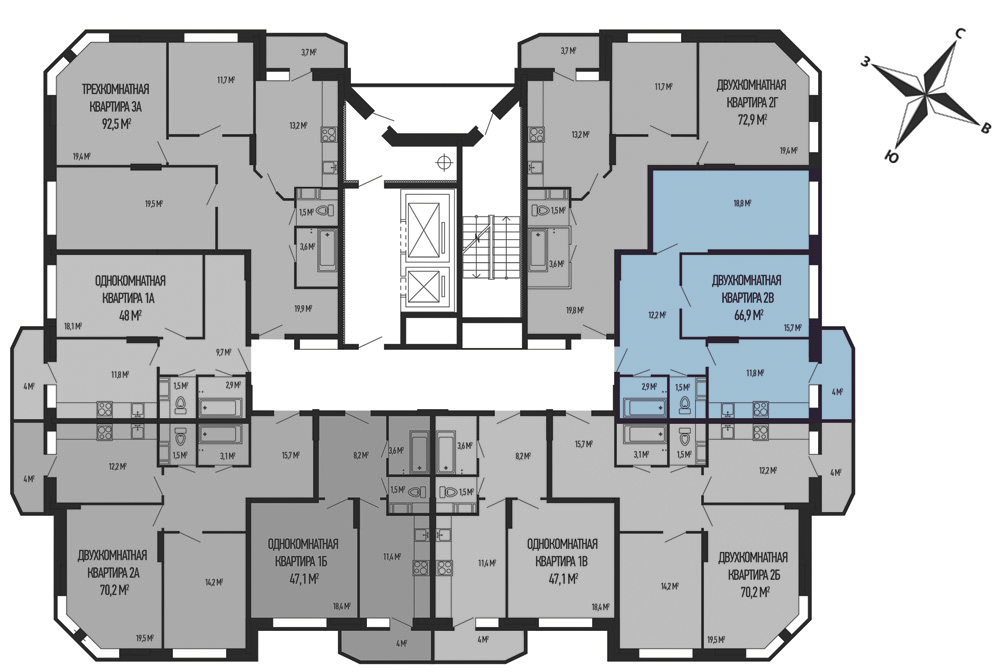 С
З
В
Ю
3,7 М²
3,7 М²
ТРЕХКОМНАТНАЯ
КВАРТИРА 3А
92,5 М²
19,4 М²
11,7 М²
13,2 М²
19,5 М²
1,5 М²
3,6 М²
19,9 М²
ДВУХКОМНАТНАЯ
КВАРТИРА 2Г
72,9 М²
19,4 М²
11,7 М²
13,2 М²
1,5 М²
3,6 М²
19,8 М²
18,8 М²
ОДНОКОМНАТНАЯ
КВАРТИРА 1А
48 М²
18,1 М²
9,7 М²
11,8 М²
1,5 М²
2,9 М²
4 М²
ДВУХКОМНАТНАЯ
КВАРТИРА 2В
66,9 М²
15,7 М²
12,2 М²
2,9 М²
1,5 М²
11,8 М²
4 М²
4 М²
12,2 М²
1,5 М²
3,1 М²
15,7 М²
ДВУХКОМНАТНАЯ
КВАРТИРА 2А
70,2 М²
19,5 М²
14,2 М²
8,2 М²
3,6 М²
1,5 М²
ОДНОКОМНАТНАЯ
КВАРТИРА 1Б
47,1 М²
18,4 М²
11,4 М²
4 М²
3,6 М²
1,5 М²
8,2 М²
11,4 М²
ОДНОКОМНАТНАЯ
КВАРТИРА 1В
47,1 М²
18,4 М²
4 М²
15,7 М²
3,1 М²
1,5 М²
12,2 М²
4 М²
14,2 М²
ДВУХКОМНАТНАЯ
КВАРТИРА 2Б
70,2 М²
19,5 М²